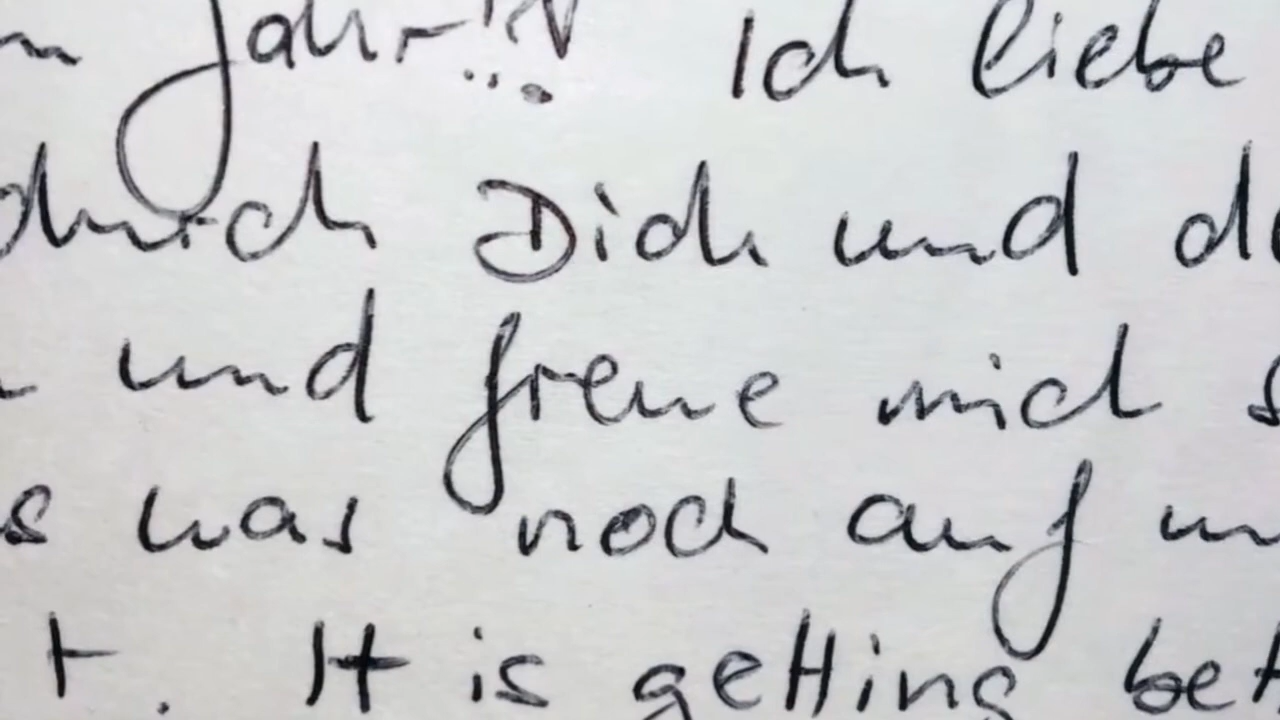 Jahr!!! Ich liebe
durch Dich und
und freue mich
was noch auf
t. It is getting